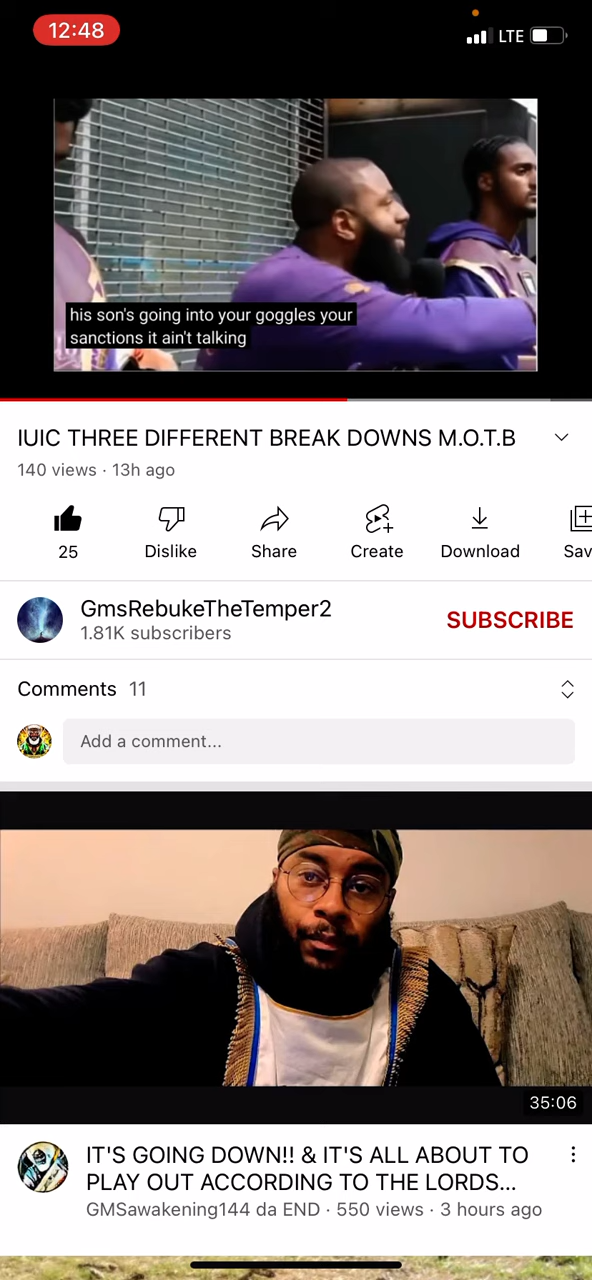 12:48
LTE
his son's going into your goggles your
sanctions it ain't talking
IUIC THREE DIFFERENT BREAK DOWNS M.O.T.B
140 views · 13h ago
25
Dislike
Share
Create
Download
Sav
GmsRebukeTheTemper2
1.81K subscribers
SUBSCRIBE
Comments 11
Add a comment...
35:06
IT'S GOING DOWN!! & IT'S ALL ABOUT TO
PLAY OUT ACCORDING TO THE LORDS...
GMSawakening144 da END · 550 views · 3 hours ago